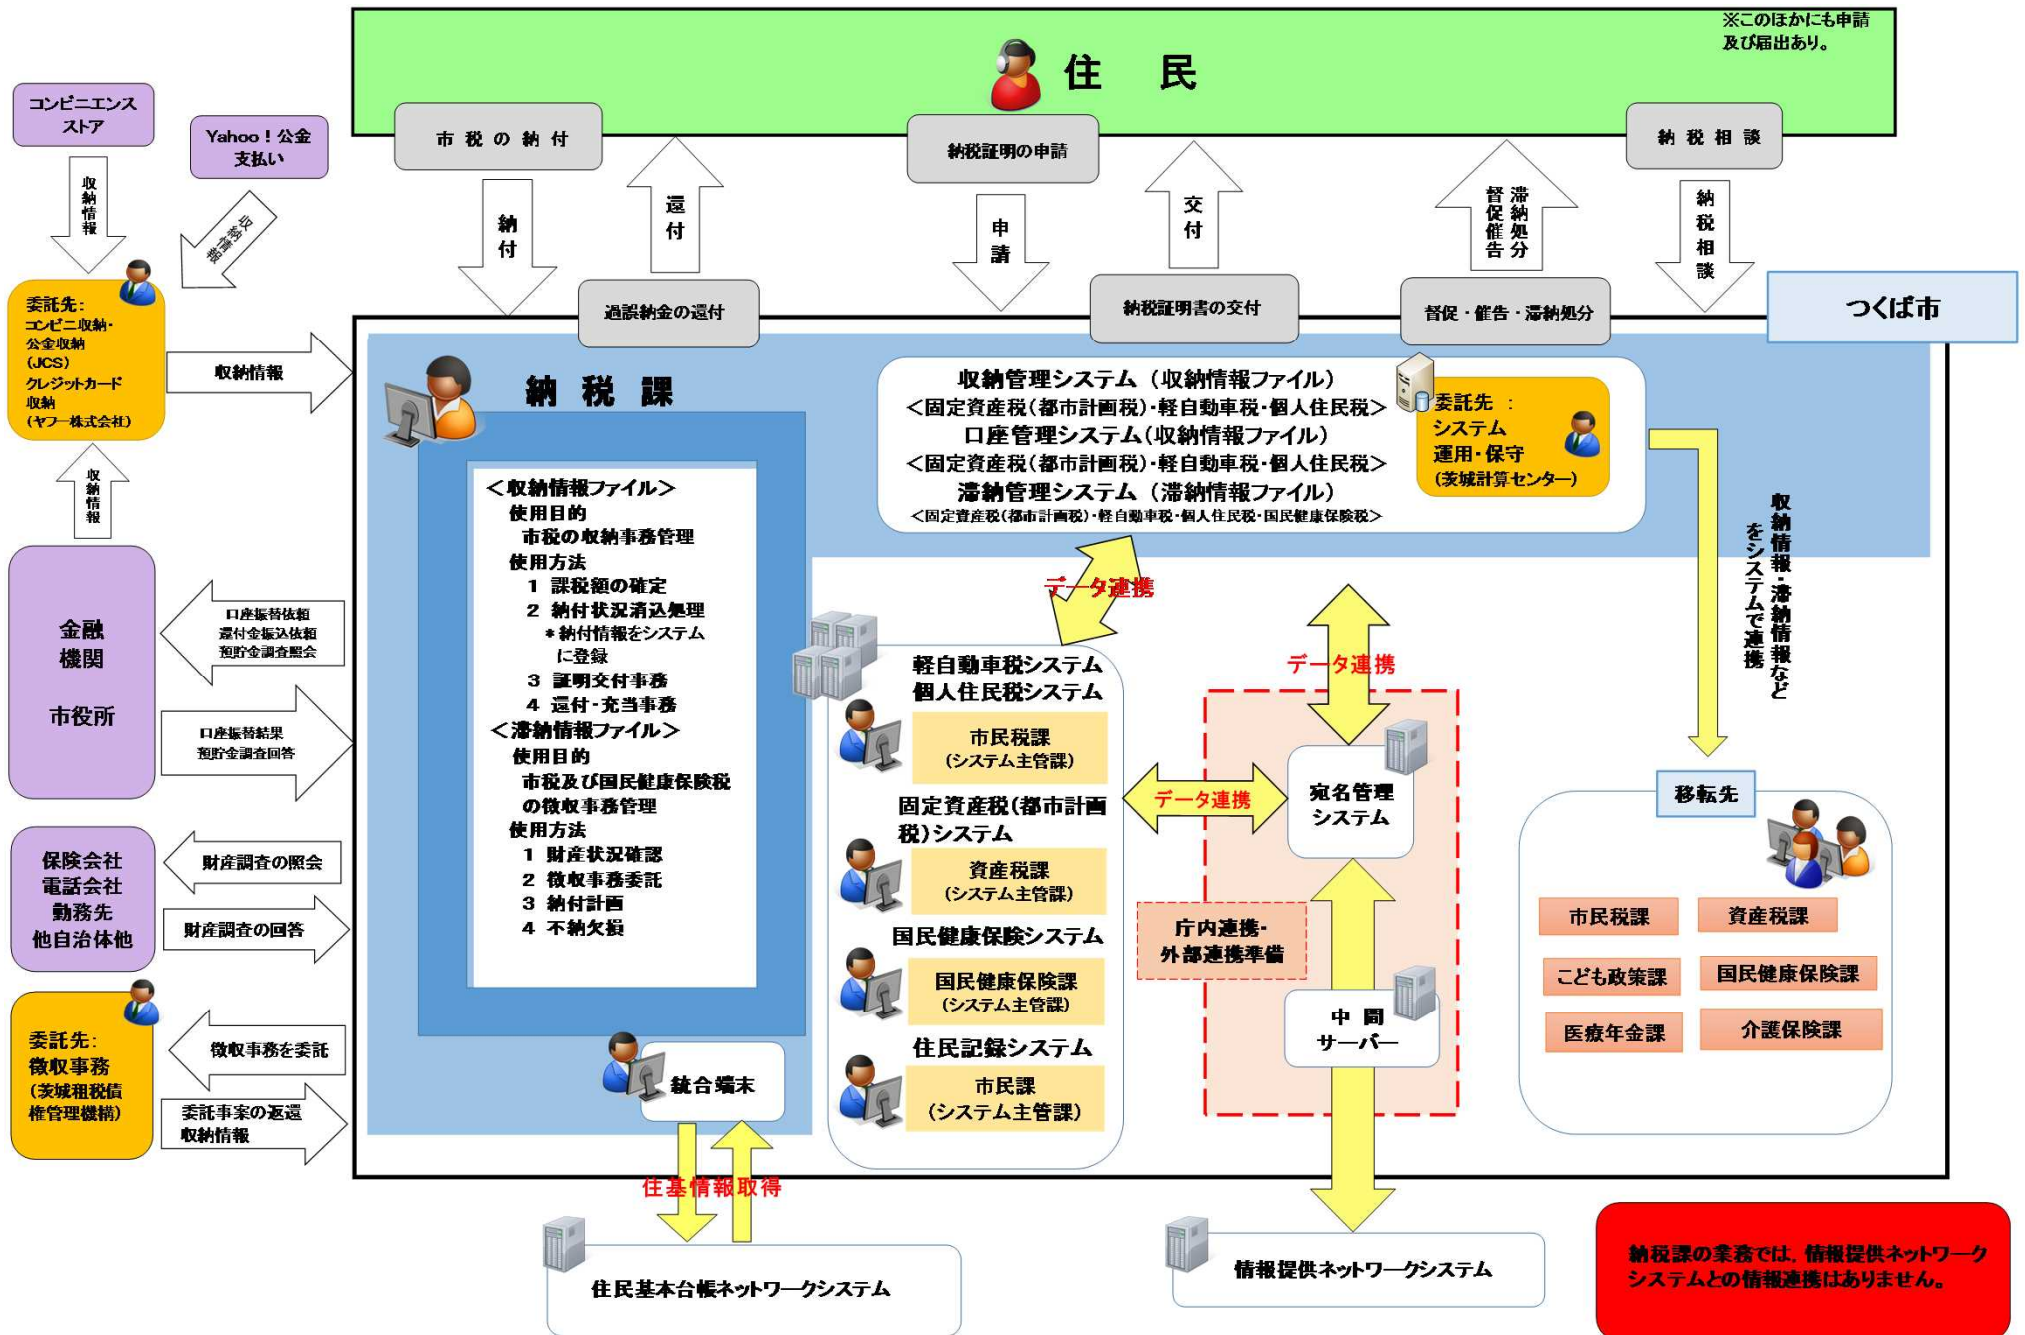 ※このほかにも申請
及び届出あり。
住 民
コンビニエンス
ストア
Yahoo！公金
支払い
市 税 の 納 付
納税証明の申請
納 税 相 談
収納情報
収納情報
納付
還付
申請
交付
督促催告
滞納処分
納税相談
過誤納金の還付
納税証明書の交付
督促・催告・滞納処分
つくば市
委託先：
コンビニ収納・
公金収納
(JCS)
クレジットカード
収納
(ヤフー株式会社)
収納情報
収納情報
金融
機関
市役所
口座振替依頼
還付金振込依頼
預貯金調査照会
口座振替結果
預貯金調査回答
保険会社
電話会社
勤務先
他自治体他
財産調査の照会
財産調査の回答
委託先：
徴収事務
(茨城租税債
権管理機構)
徴収事務を委託
委託事案の返還
収納情報
納 税 課
＜収納情報ファイル＞
使用目的
市税の収納事務管理
使用方法
1 課税額の確定
2 納付状況消込処理
＊納付情報をシステム
に登録
3 証明交付事務
4 還付・充当事務
＜滞納情報ファイル＞
使用目的
市税及び国民健康保険税
の徴収事務管理
使用方法
1 財産状況確認
2 徴収事務委託
3 納付計画
4 不納欠損
統合端末
住基情報取得
住民基本台帳ネットワークシステム
収納管理システム（収納情報ファイル）
＜固定資産税(都市計画税)・軽自動車税・個人住民税＞
口座管理システム(収納情報ファイル)
＜固定資産税(都市計画税)・軽自動車税・個人住民税＞
滞納管理システム（滞納情報ファイル）
＜固定資産税(都市計画税)・軽自動車税・個人住民税・国民健康保険税＞
委託先 ：
システム
運用・保守
(茨城計算センター)
収納情報・滞納情報など
をシステムで連携
データ連携
データ連携
データ連携
軽自動車税システム
個人住民税システム
市民税課
(システム主管課)
固定資産税(都市計画
税)システム
資産税課
(システム主管課)
国民健康保険システム
国民健康保険課
(システム主管課)
住民記録システム
市民課
(システム主管課)
宛名管理
システム
庁内連携・
外部連携準備
中 間
サーバー
情報提供ネットワークシステム
移転先
市民税課
資産税課
こども政策課
国民健康保険課
医療年金課
介護保険課
納税課の業務では，情報提供ネットワーク
システムとの情報連携はありません。